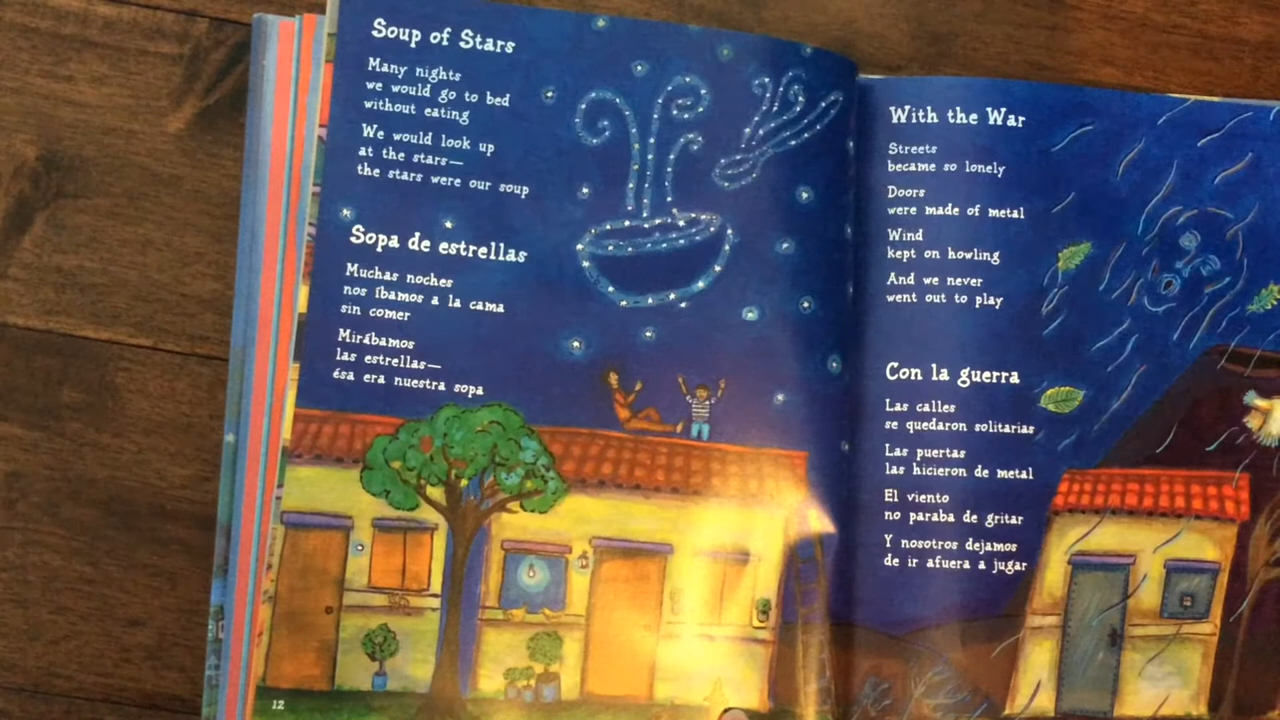 Soup of Stars
Many nights
we would go to bed
without eating
We would look up
at the stars—
the stars were our soup
Sopa de estrellas
Muchas noches
nos íbamos a la cama
sin comer
Mirábamos
las estrellas—
ésa era nuestra sopa
12
With the War
Streets
became so lonely
Doors
were made of metal
Wind
kept on howling
And we never
went out to play
Con la guerra
Las calles
se quedaron solitarias
Las puertas
las hicieron de metal
El viento
no paraba de gritar
Y nosotros dejamos
de ir afuera a jugar